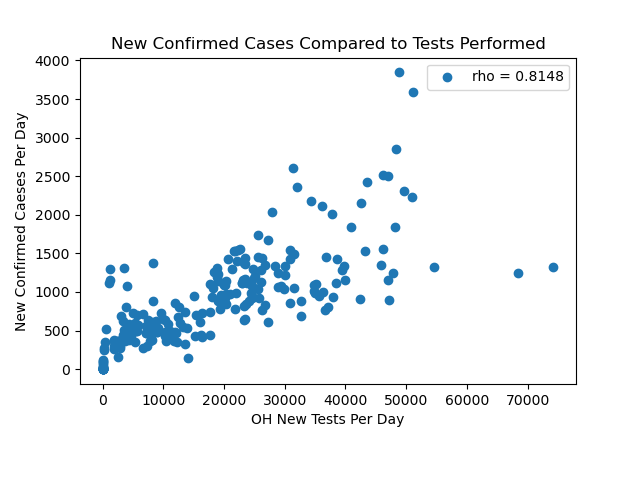 New Confirmed Cases Compared to Tests Performed
rho = 0.8148
4000
3500
3000
2500
2000
1500
1000
500
0
New Confirmed Caeses Per Day
0 10000 20000 30000 40000 50000 60000 70000
OH New Tests Per Day